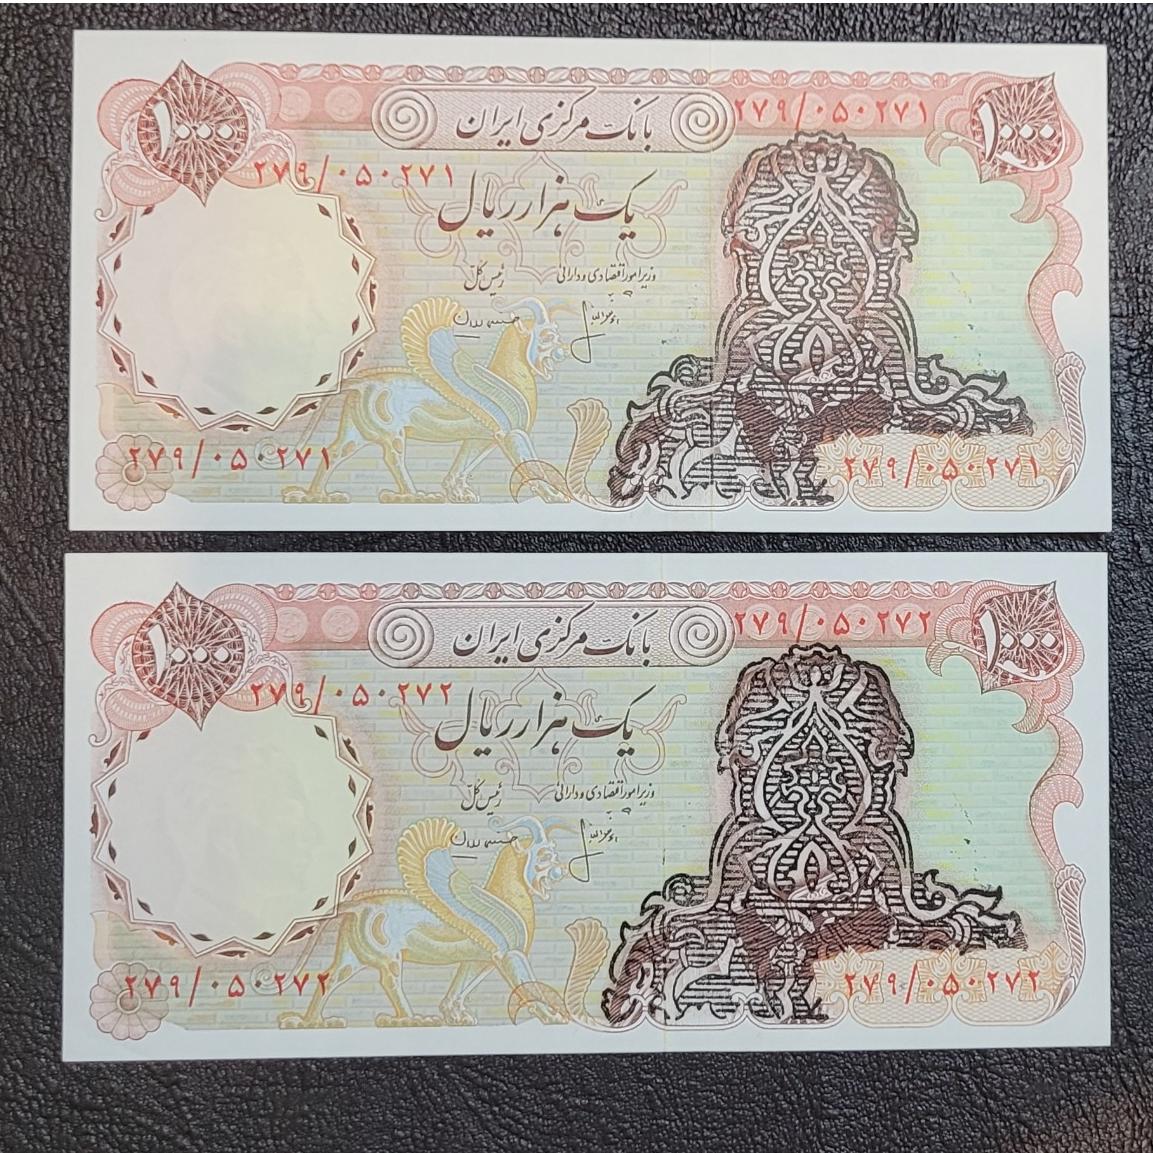 ۱۰۰۰
بانک مرکزی ایران
۲۷۹/۰۵۰۲۷۱
۱۰۰۰
۲۷۹/۰۵۰۲۷۱
یک هزار ریال
وزیر امور اقتصادی و دارائی
رئیس کل
۲۷۹/۰۵۰۲۷۱
۲۷۹/۰۵۰۲۷۱
۱۰۰۰
بانک مرکزی ایران
۲۷۹/۰۵۰۲۷۲
۱۰۰۰
۲۷۹/۰۵۰۲۷۲
یک هزار ریال
وزیر امور اقتصادی و دارائی
رئیس کل
۲۷۹/۰۵۰۲۷۲
۲۷۹/۰۵۰۲۷۲